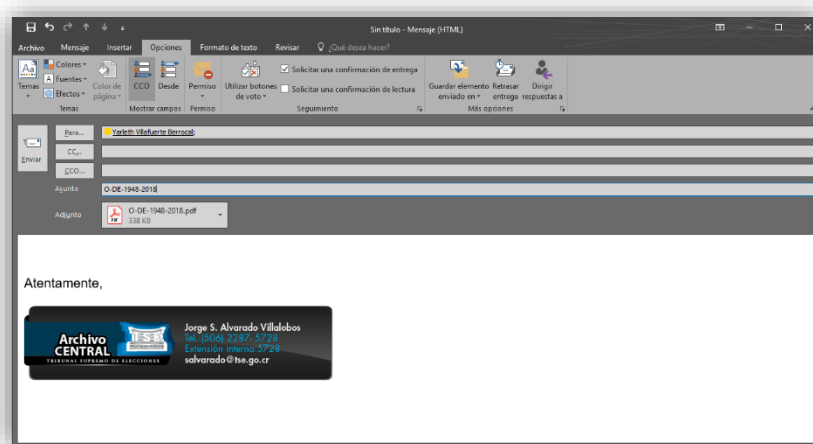 Sin título - Mensaje (HTML)
Archivo Mensaje Insertar Opciones Formato de texto Revisar ¿Qué desea hacer?
Temas
Colores
Fuentes
Efectos
Color de página
CCO
Desde
Permiso
Utilizar botones de voto
Solicitar una confirmación de entrega
Solicitar una confirmación de lectura
Guardar elemento enviado en
Retrasar entrega
Dirigir respuestas a
Temas Mostrar campos Permiso Seguimiento Más opciones
Enviar
Para... Yarleth Villafuerte Berrocal;
CC...
CCO...
Asunto O-DE-1948-2018
Adjunto O-DE-1948-2018.pdf
338 KB
Atentamente,
Archivo
CENTRAL
TRIBUNAL SUPREMO DE ELECCIONES
TSE
Jorge S. Alvarado Villalobos
Tel. (506) 2287- 5728
Extensión interno:5728
salvarado@tse.go.cr